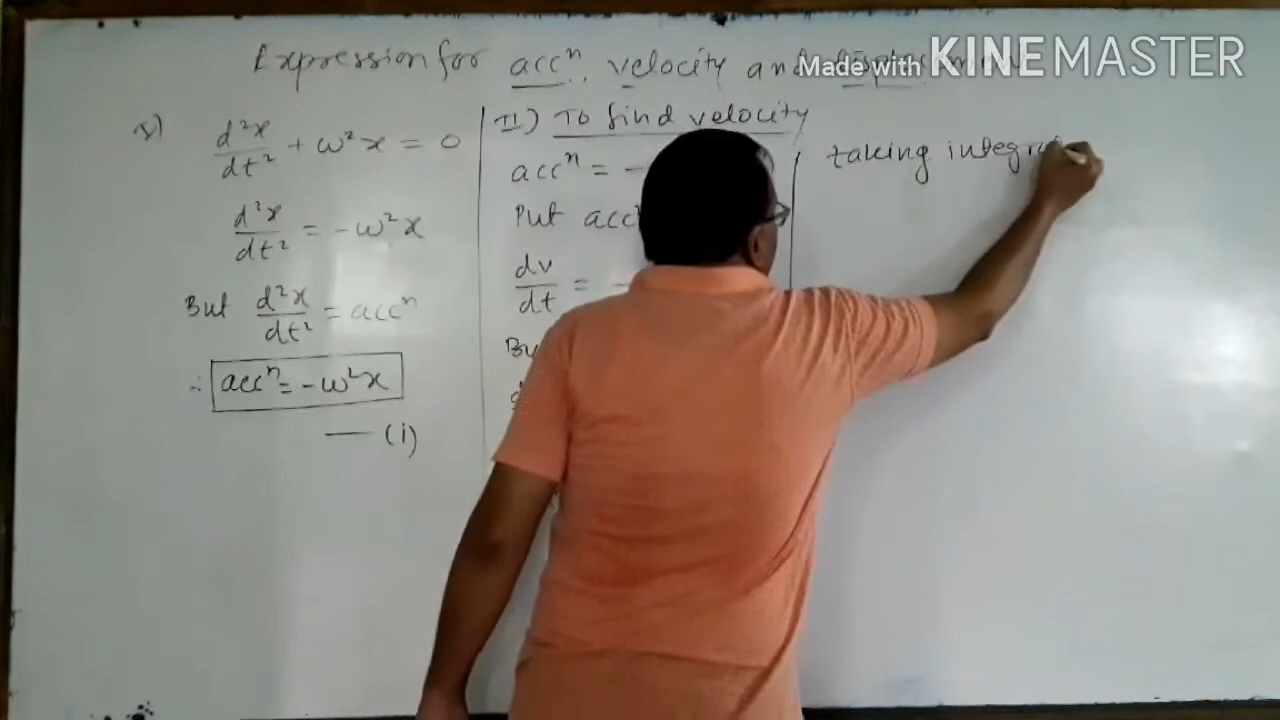 Expression for accⁿ, velocity and
Made with KINEMASTER
I) d²x/dt² + ω²x = 0
d²x/dt² = -ω²x
But d²x/dt² = accⁿ
∴ accⁿ = -ω²x
— (i)
II) To find velocity
accⁿ = -
Put acc
dv/dt = -
taking integra